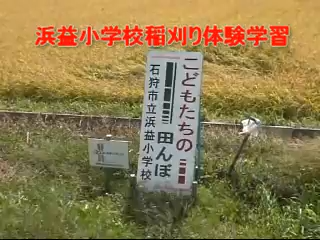 浜益小学校稲刈り体験学習
こどもたちの
田んぼ
石狩市立浜益小学校